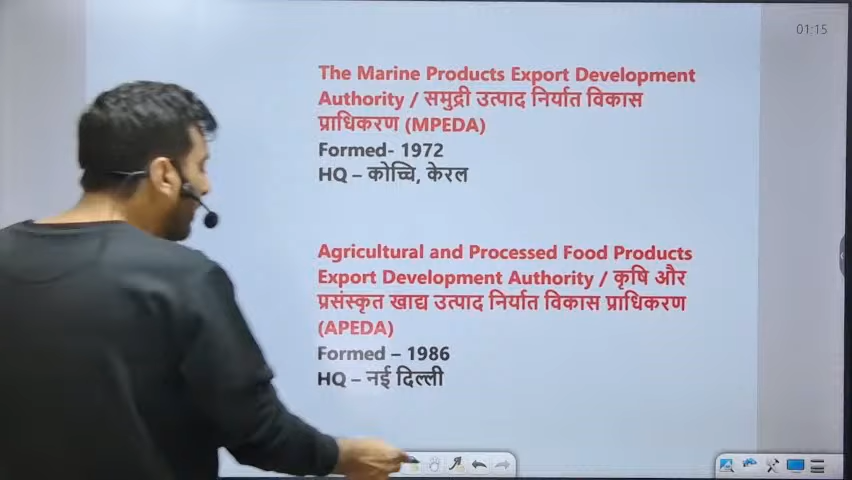 01:15
The Marine Products Export Development
Authority / समुद्री उत्पाद निर्यात विकास
प्राधिकरण (MPEDA)
Formed- 1972
HQ – कोच्चि, केरल
Agricultural and Processed Food Products
Export Development Authority / कृषि और
प्रसंस्कृत खाद्य उत्पाद निर्यात विकास प्राधिकरण
(APEDA)
Formed – 1986
HQ – नई दिल्ली